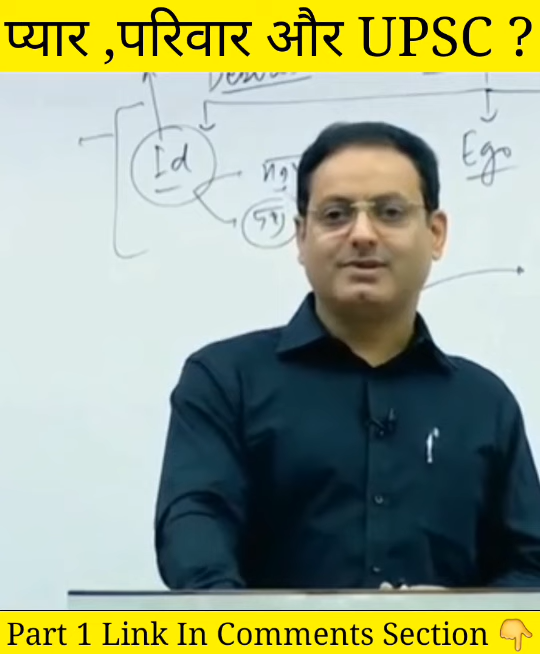 प्यार ,परिवार और UPSC ?
Id
Ego
Part 1 Link In Comments Section 👇